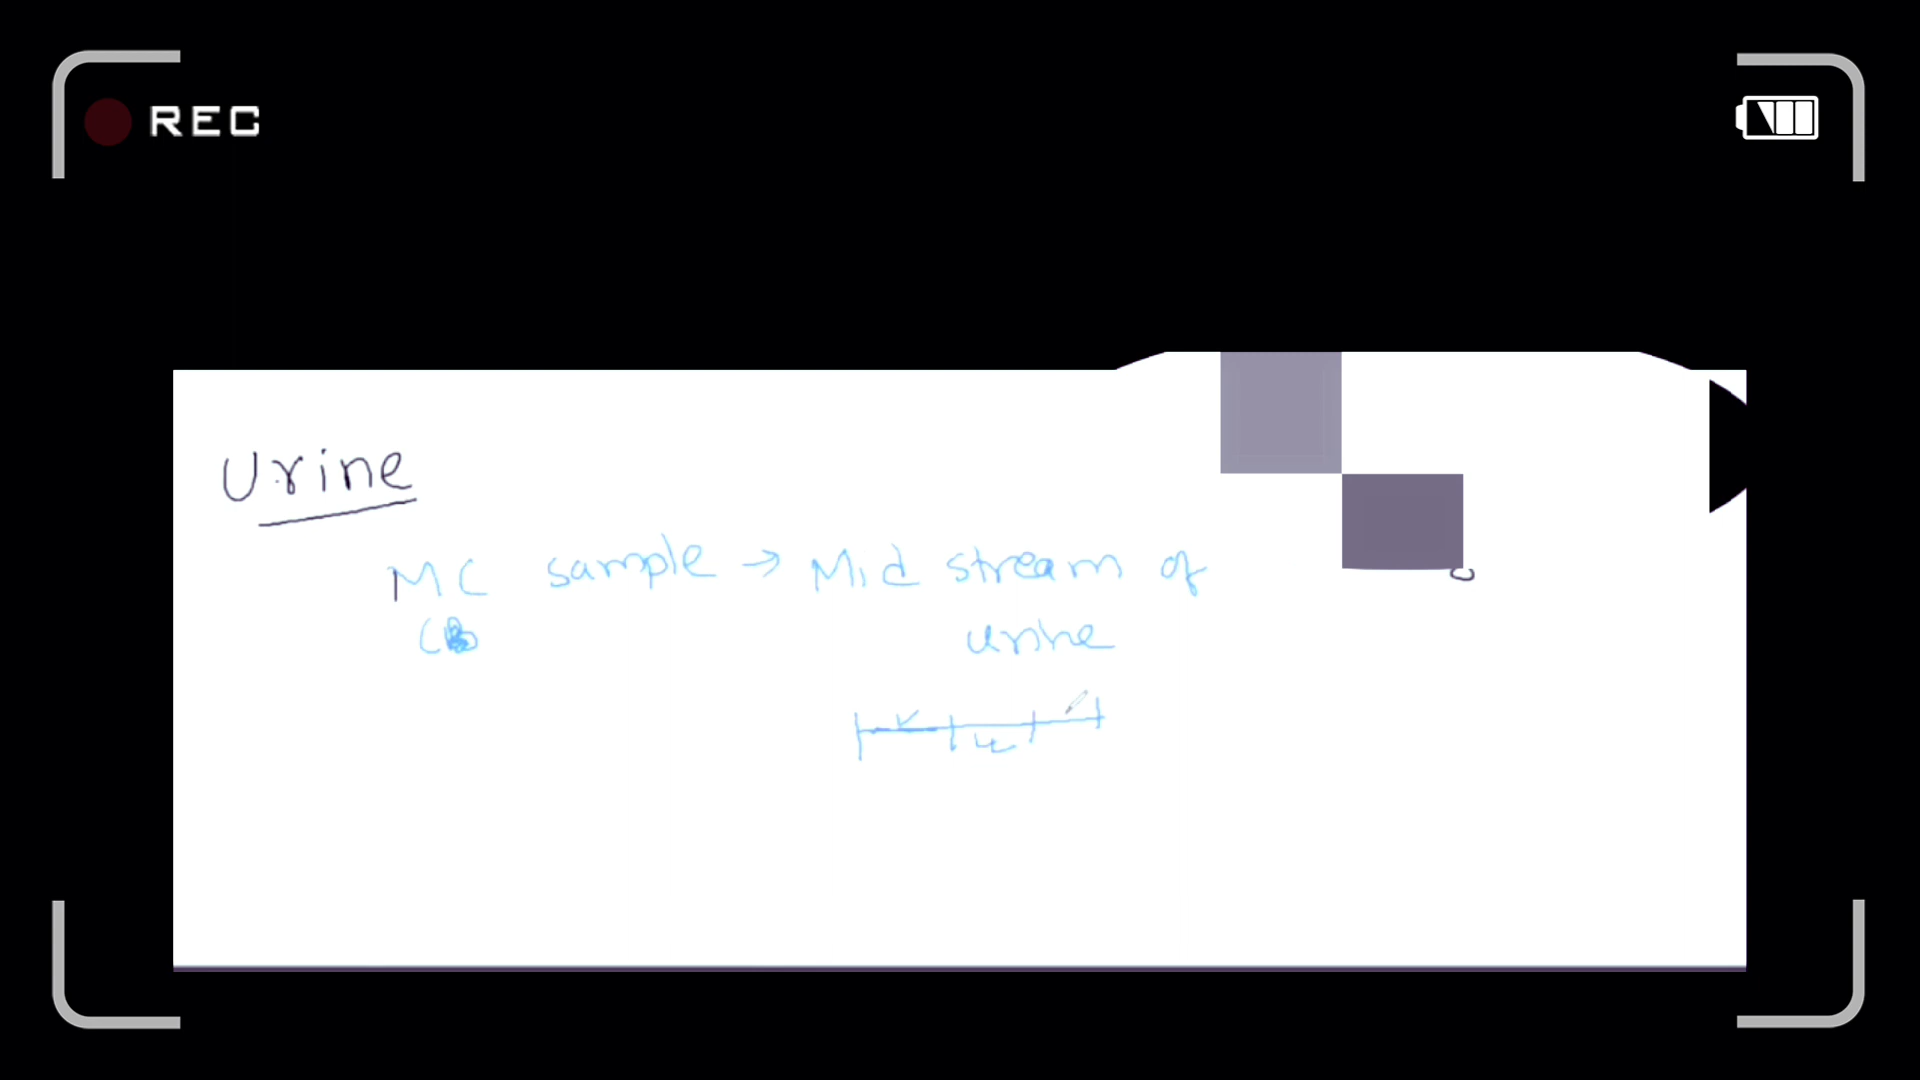 REC
Urine
MC sample → Mid stream of
urine